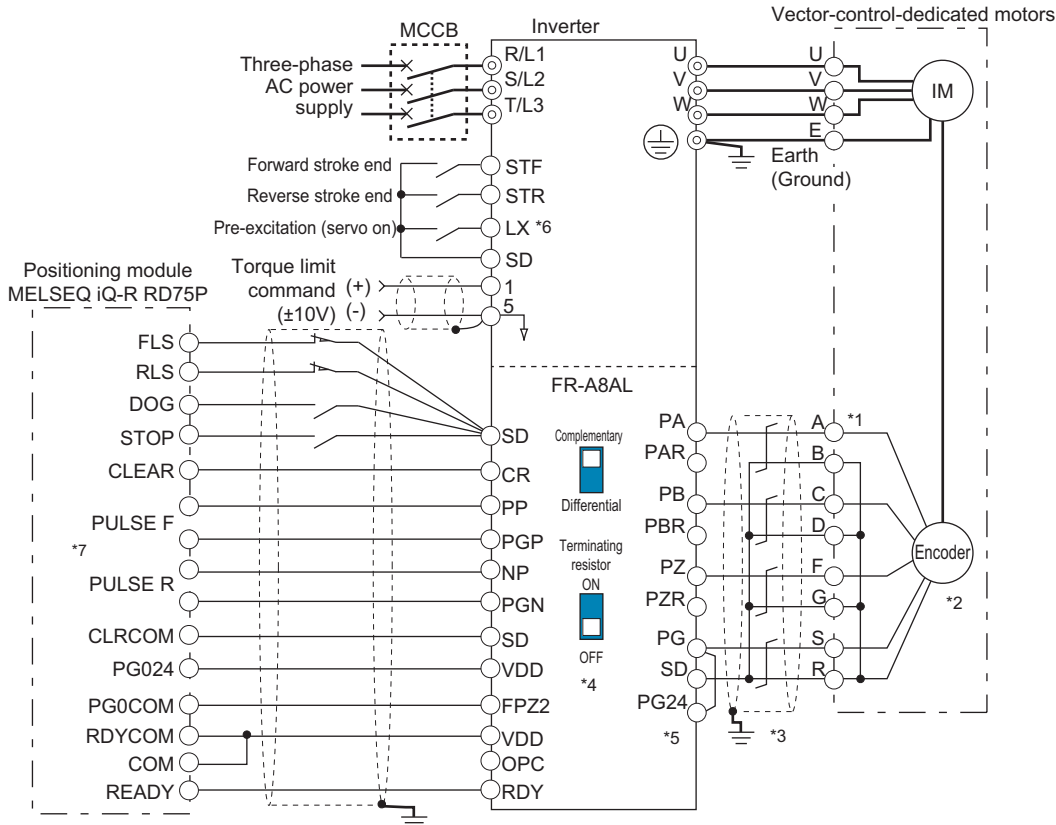 Vector-control-dedicated motors
MCCB
Inverter
Three-phase
AC power
supply
R/L1
S/L2
T/L3
U
V
W
U
V
W
E
IM
Earth
(Ground)
Forward stroke end
STF
Reverse stroke end
STR
Pre-excitation (servo on)
LX *6
SD
Positioning module
MELSEQ iQ-R RD75P
Torque limit
command
(±10V)
(+)
(-)
1
5
FLS
RLS
DOG
STOP
CLEAR
PULSE F
*7
PULSE R
CLRCOM
PG024
PG0COM
RDYCOM
COM
READY
FR-A8AL
SD
CR
PP
PGP
NP
PGN
SD
VDD
FPZ2
VDD
OPC
RDY
Complementary
Differential
Terminating
resistor
ON
OFF
*4
PA
PAR
PB
PBR
PZ
PZR
PG
SD
PG24
*5
*3
A
*1
B
C
D
F
G
S
R
Encoder
*2